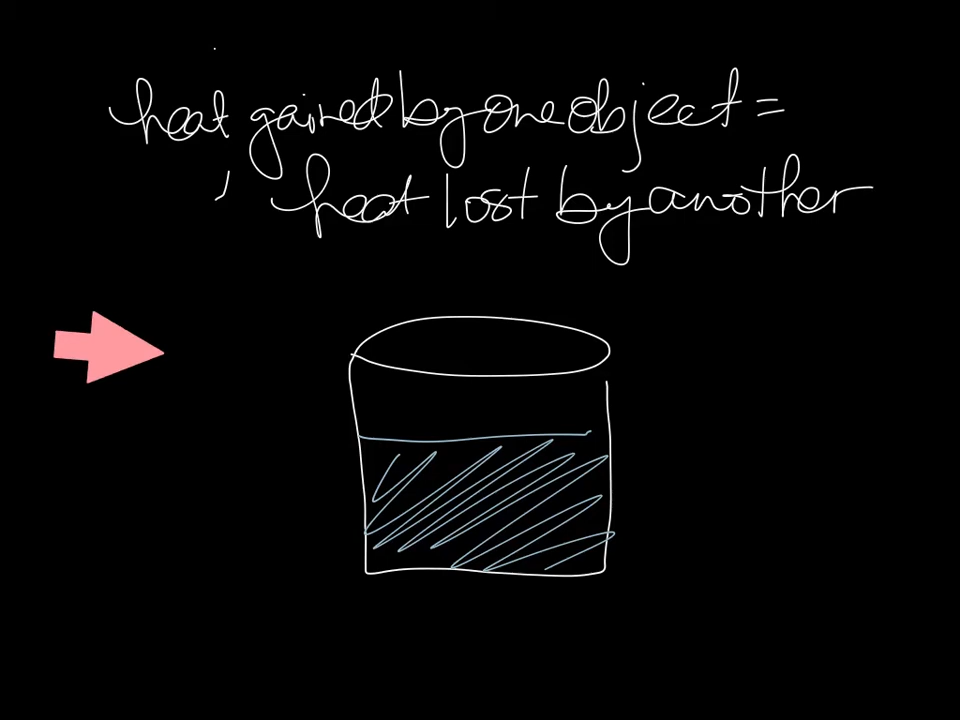 heat gained by one object =
heat lost by another